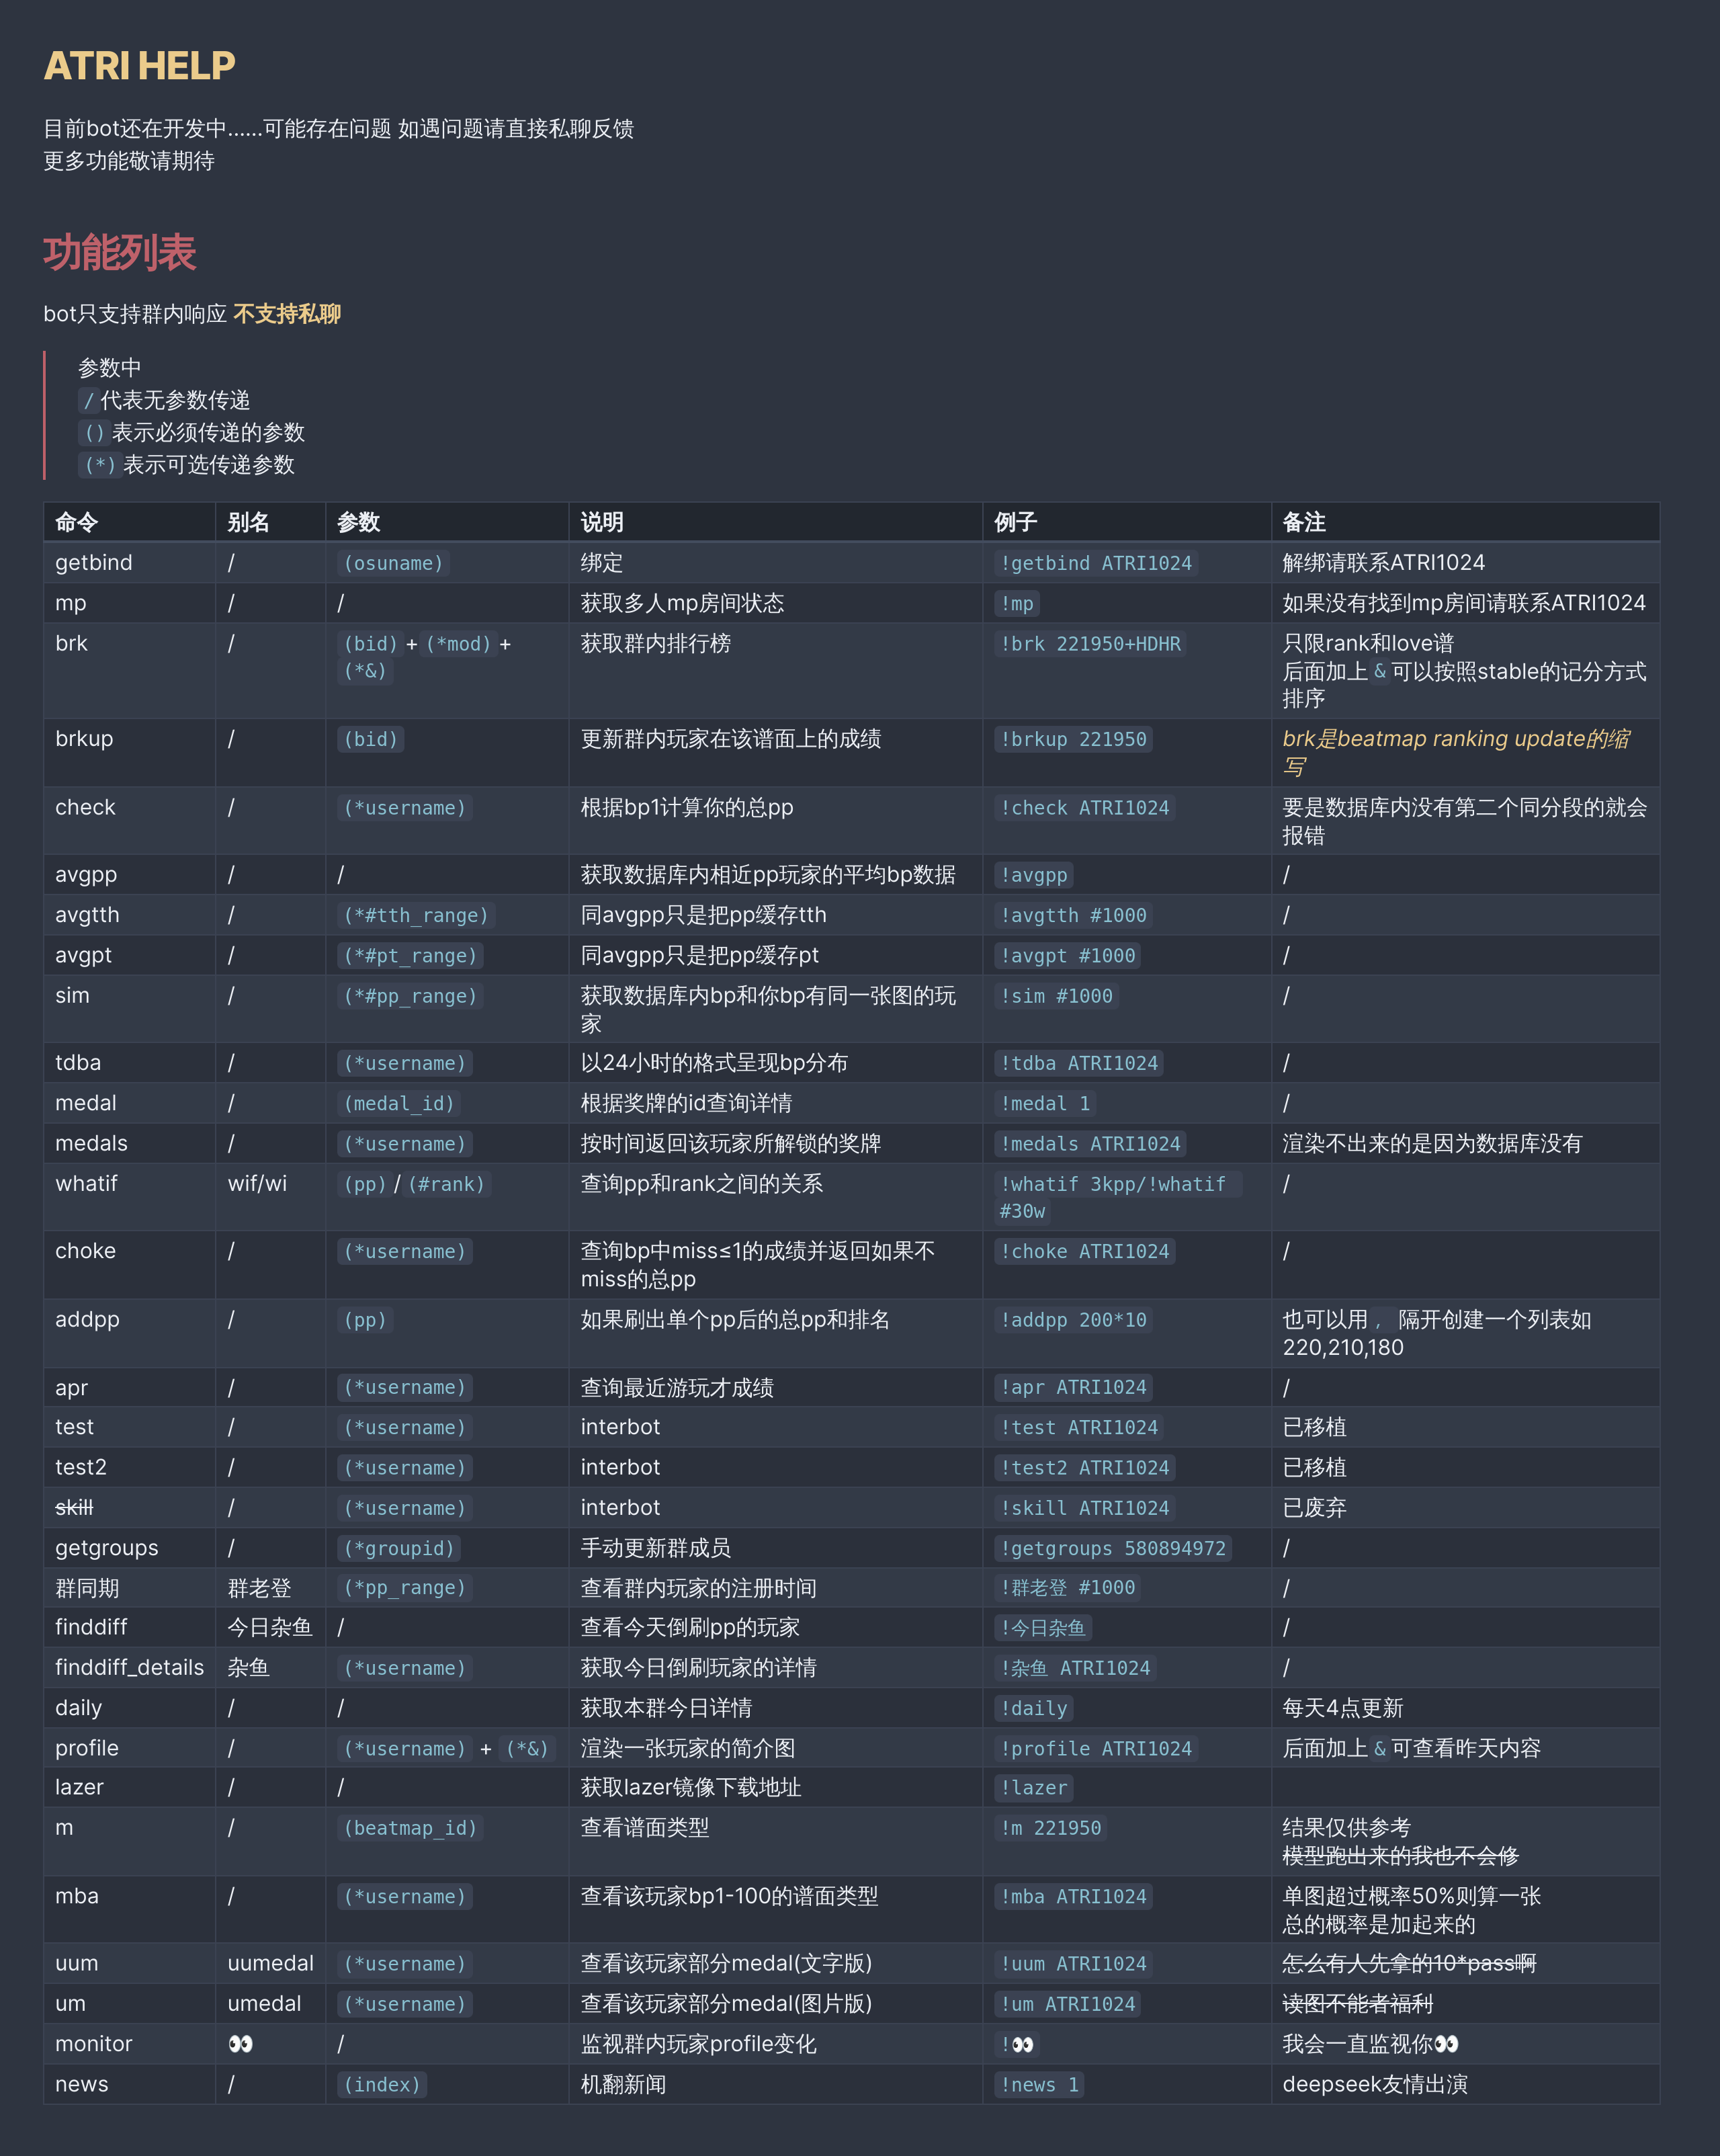 ATRI HELP
目前bot还在开发中……可能存在问题 如遇问题请直接私聊反馈
更多功能敬请期待
功能列表
bot只支持群内响应 不支持私聊
参数中
/代表无参数传递
()表示必须传递的参数
(*)表示可选传递参数
命令 别名 参数 说明 例子 备注
getbind / (osuname) 绑定 !getbind ATRI1024 解绑请联系ATRI1024
mp / / 获取多人mp房间状态 !mp 如果没有找到mp房间请联系ATRI1024
brk / (bid)+(*mod)+ 获取群内排行榜 !brk 221950+HDHR 只限rank和love谱
(*&) 后面加上&可以按照stable的记分方式
排序
brkup / (bid) 更新群内玩家在该谱面上的成绩 !brkup 221950 brk是beatmap ranking update的缩
写
check / (*username) 根据bp1计算你的总pp !check ATRI1024 要是数据库内没有第二个同分段的就会
报错
avgpp / / 获取数据库内相近pp玩家的平均bp数据 !avgpp /
avgtth / (*#tth_range) 同avgpp只是把pp缓存tth !avgtth #1000 /
avgpt / (*#pt_range) 同avgpp只是把pp缓存pt !avgpt #1000 /
sim / (*#pp_range) 获取数据库内bp和你bp有同一张图的玩 !sim #1000 /
家
tdba / (*username) 以24小时的格式呈现bp分布 !tdba ATRI1024 /
medal / (medal_id) 根据奖牌的id查询详情 !medal 1 /
medals / (*username) 按时间返回该玩家所解锁的奖牌 !medals ATRI1024 渲染不出来的是因为数据库没有
whatif wif/wi (pp)/(#rank) 查询pp和rank之间的关系 !whatif 3kpp/!whatif /
#30w
choke / (*username) 查询bp中miss≤1的成绩并返回如果不 !choke ATRI1024 /
miss的总pp
addpp / (pp) 如果刷出单个pp后的总pp和排名 !addpp 200*10 也可以用, 隔开创建一个列表如
220,210,180
apr / (*username) 查询最近游玩才成绩 !apr ATRI1024 /
test / (*username) interbot !test ATRI1024 已移植
test2 / (*username) interbot !test2 ATRI1024 已移植
skill / (*username) interbot !skill ATRI1024 已废弃
getgroups / (*groupid) 手动更新群成员 !getgroups 580894972 /
群同期 群老登 (*pp_range) 查看群内玩家的注册时间 !群老登 #1000 /
finddiff 今日杂鱼 / 查看今天倒刷pp的玩家 !今日杂鱼 /
finddiff_details 杂鱼 (*username) 获取今日倒刷玩家的详情 !杂鱼 ATRI1024 /
daily / / 获取本群今日详情 !daily 每天4点更新
profile / (*username) + (*&) 渲染一张玩家的简介图 !profile ATRI1024 后面加上&可查看昨天内容
lazer / / 获取lazer镜像下载地址 !lazer
m / (beatmap_id) 查看谱面类型 !m 221950 结果仅供参考
模型跑出来的我也不会修
mba / (*username) 查看该玩家bp1-100的谱面类型 !mba ATRI1024 单图超过概率50%则算一张
总的概率是加起来的
uum uumedal (*username) 查看该玩家部分medal(文字版) !uum ATRI1024 怎么有人先拿的10*pass啊
um umedal (*username) 查看该玩家部分medal(图片版) !um ATRI1024 读图不能者福利
monitor 👀 / 监视群内玩家profile变化 !👀 我会一直监视你👀
news / (index) 机翻新闻 !news 1 deepseek友情出演